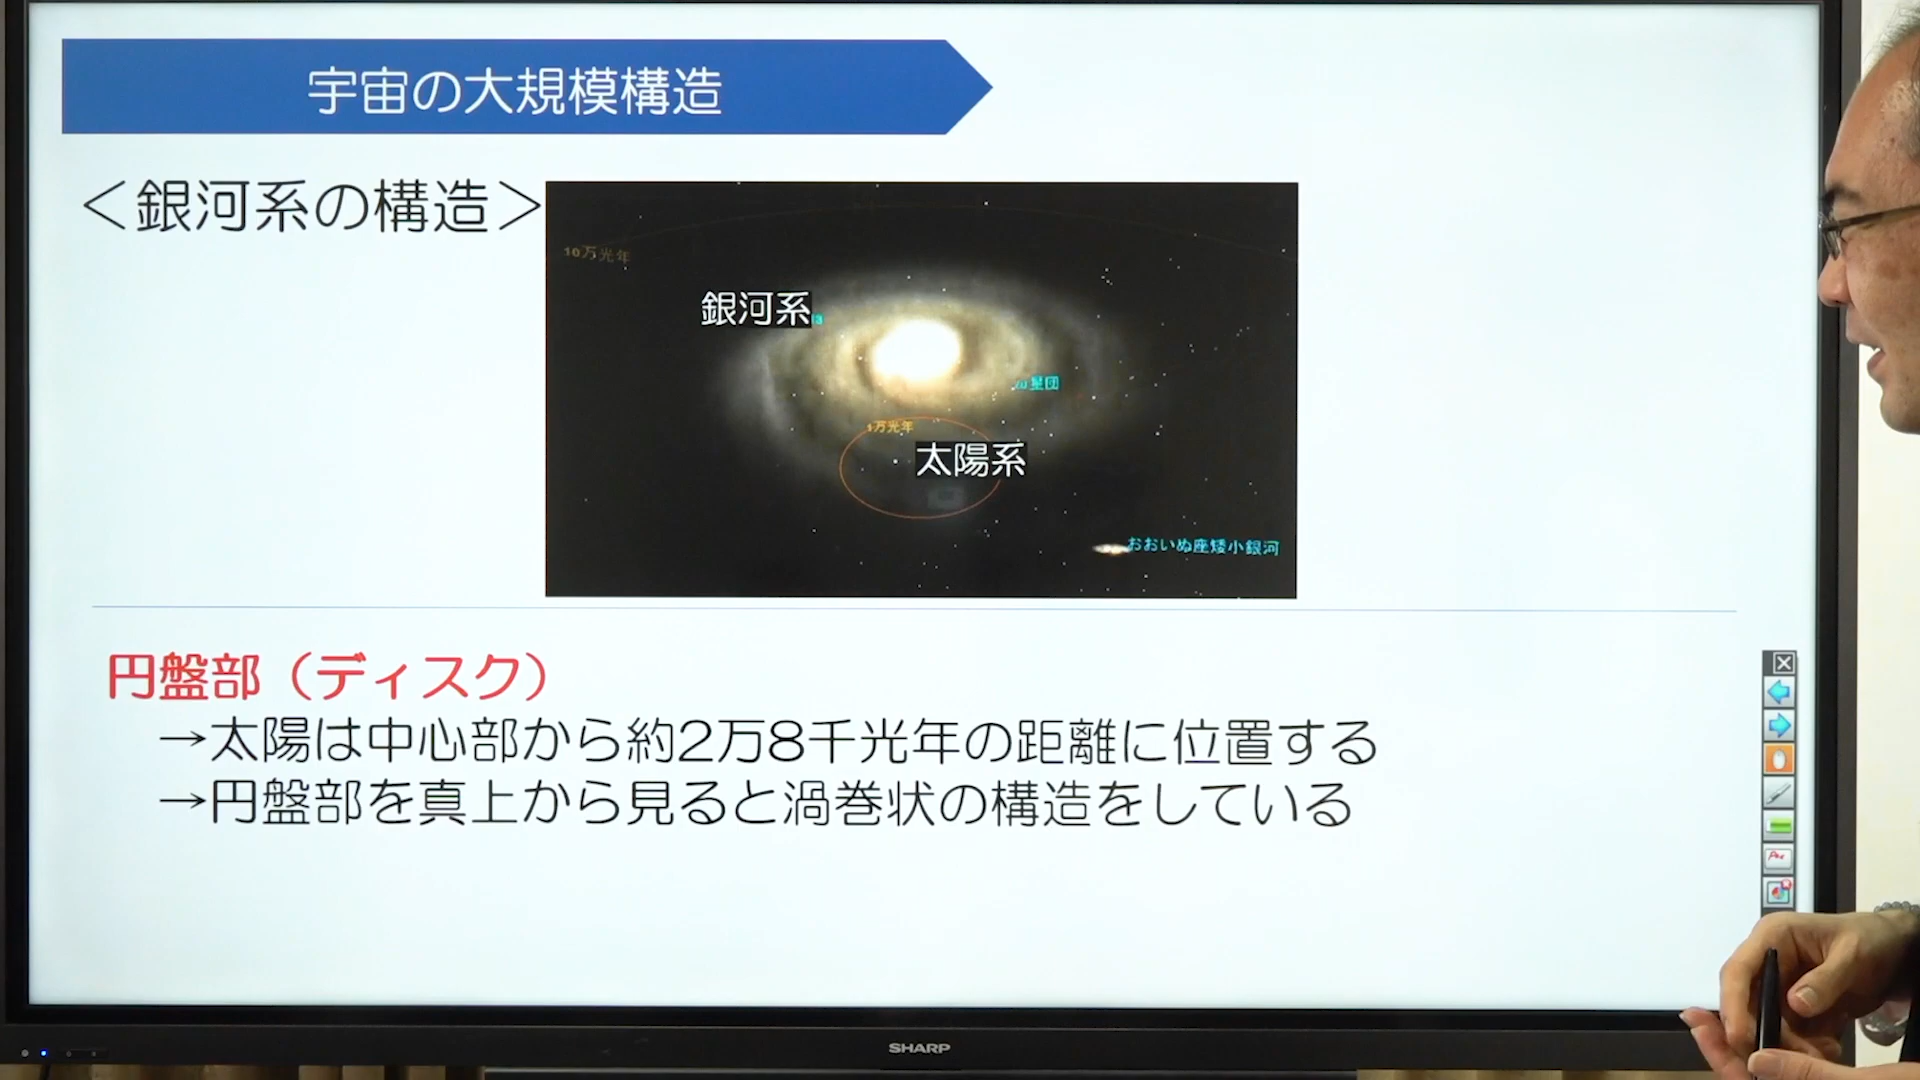 宇宙の大規模構造
＜銀河系の構造＞
10万光年
銀河系
星団
1万光年
太陽系
おおいぬ座矮小銀河
円盤部（ディスク）
→太陽は中心部から約2万8千光年の距離に位置する
→円盤部を真上から見ると渦巻状の構造をしている
SHARP